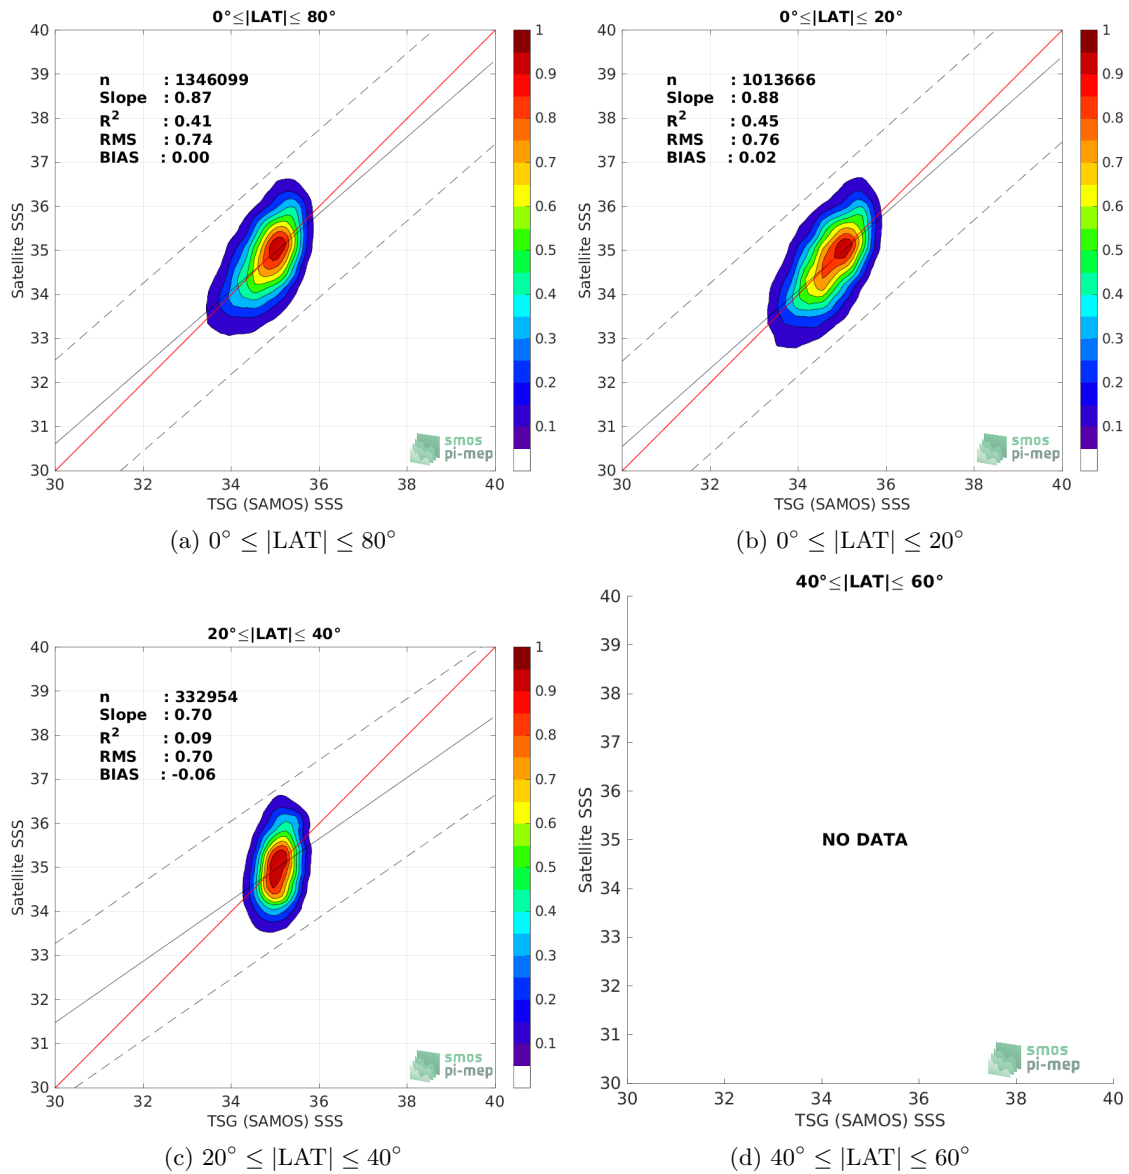 0°≤|LAT|≤ 80°
40
39
38
37
36
35
34
33
32
31
30
30
32
34
36
38
40
Satellite SSS
TSG (SAMOS) SSS
n : 1346099
Slope : 0.87
R2 : 0.41
RMS : 0.74
BIAS : 0.00
1
0.9
0.8
0.7
0.6
0.5
0.4
0.3
0.2
0.1
smos
pi-mep
(a) 0° ≤ |LAT| ≤ 80°
0°≤|LAT|≤ 20°
40
39
38
37
36
35
34
33
32
31
30
30
32
34
36
38
40
Satellite SSS
TSG (SAMOS) SSS
n : 1013666
Slope : 0.88
R2 : 0.45
RMS : 0.76
BIAS : 0.02
1
0.9
0.8
0.7
0.6
0.5
0.4
0.3
0.2
0.1
smos
pi-mep
(b) 0° ≤ |LAT| ≤ 20°
20°≤|LAT|≤ 40°
40
39
38
37
36
35
34
33
32
31
30
30
32
34
36
38
40
Satellite SSS
TSG (SAMOS) SSS
n : 332954
Slope : 0.70
R2 : 0.09
RMS : 0.70
BIAS : -0.06
1
0.9
0.8
0.7
0.6
0.5
0.4
0.3
0.2
0.1
smos
pi-mep
(c) 20° ≤ |LAT| ≤ 40°
40°≤|LAT|≤ 60°
40
39
38
37
36
35
34
33
32
31
30
30
32
34
36
38
40
Satellite SSS
TSG (SAMOS) SSS
NO DATA
smos
pi-mep
(d) 40° ≤ |LAT| ≤ 60°